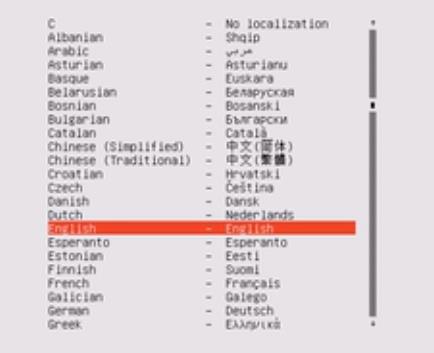 C - No localization
Albanian - Shqip
Arabic - عربي
Asturian - Asturianu
Basque - Euskara
Belarusian - Беларуская
Bosnian - Bosanski
Bulgarian - Български
Catalan - Català
Chinese (Simplified) - 中文(简体)
Chinese (Traditional) - 中文(繁體)
Croatian - Hrvatski
Czech - Čeština
Danish - Dansk
Dutch - Nederlands
English - English
Esperanto - Esperanto
Estonian - Eesti
Finnish - Suomi
French - Français
Galician - Galego
German - Deutsch
Greek - Ελληνικά